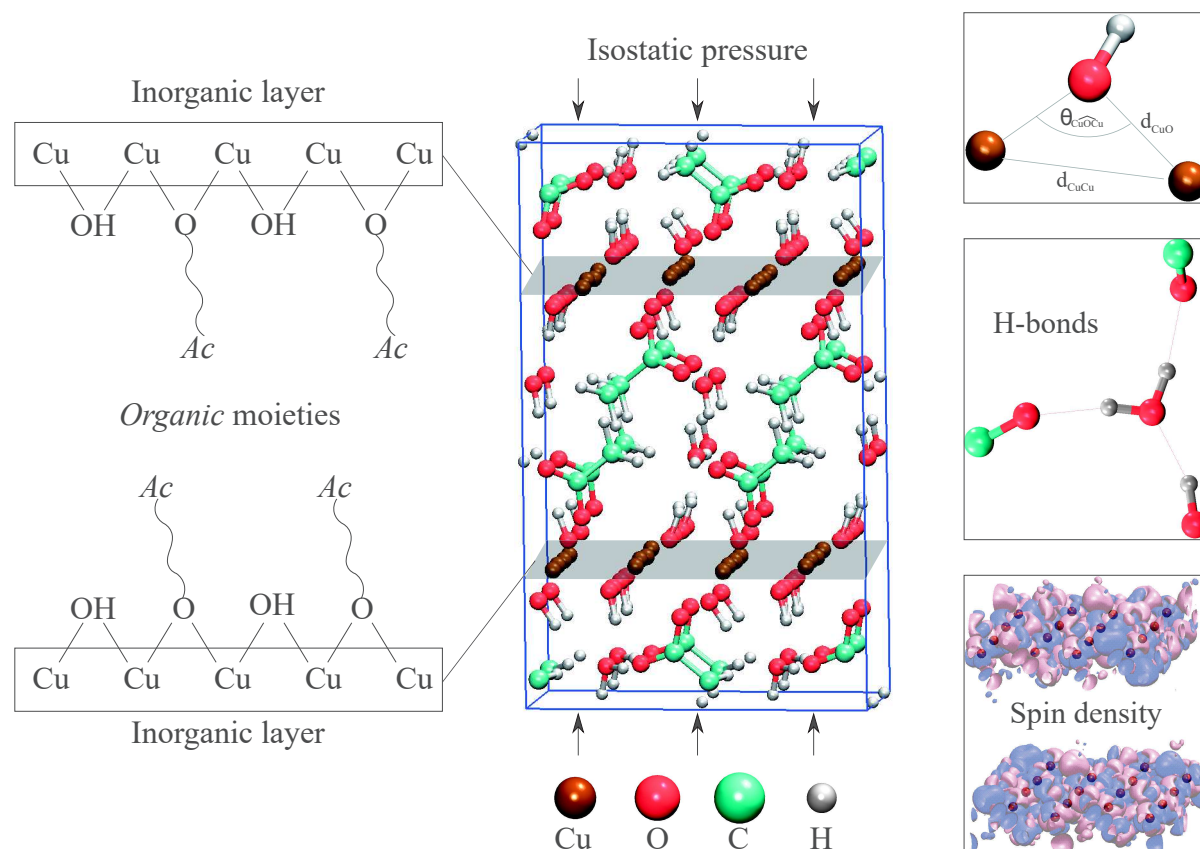 Isostatic pressure
Inorganic layer
Cu Cu Cu Cu Cu
OH O OH O
Ac Ac
Organic moieties
Ac Ac
OH O OH O
Cu Cu Cu Cu Cu
Inorganic layer
Cu O C H
θCuOCu
dCuO
dCuCu
H-bonds
Spin density